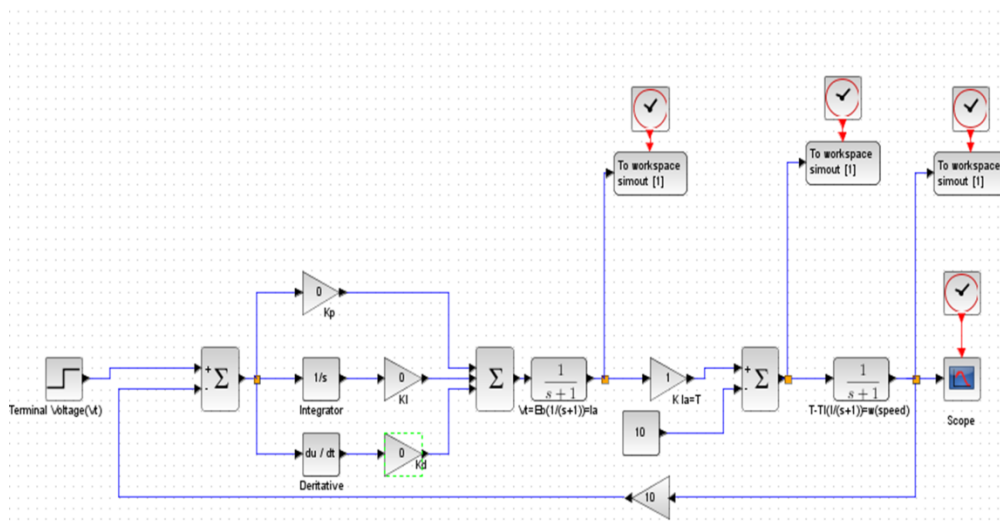 To workspace
simout [1]
To workspace
simout [1]
To workspace
simout [1]
0
Kp
+
-
Σ
1/s
Integrator
0
KI
Σ
1
s + 1
Vt=Eb(1/(s+1))=Ia
1
K Ia=T
+
-
Σ
1
s + 1
T-Tl(I/(s+1))=w(speed)
Scope
Terminal Voltage(Vt)
10
du / dt
Deritative
0
Kd
10